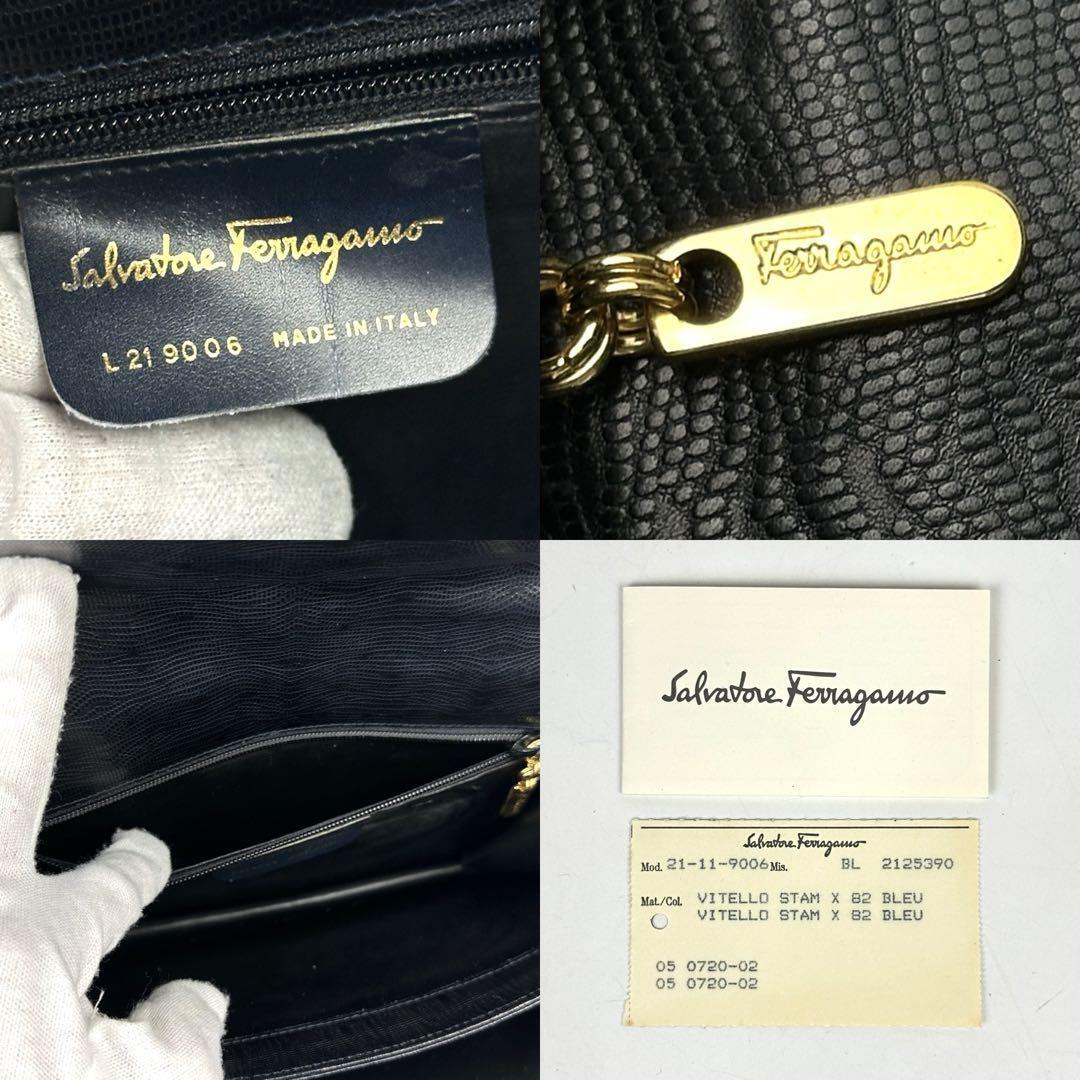 Salvatore Ferragamo
L 21 9006 MADE IN ITALY
Ferragamo
Salvatore Ferragamo
Salvatore Ferragamo
Mod. 21-11-9006 Mis. BL 2125390
Mat./Col. VITELLO STAM X 82 BLEU
VITELLO STAM X 82 BLEU
05 0720-02
05 0720-02